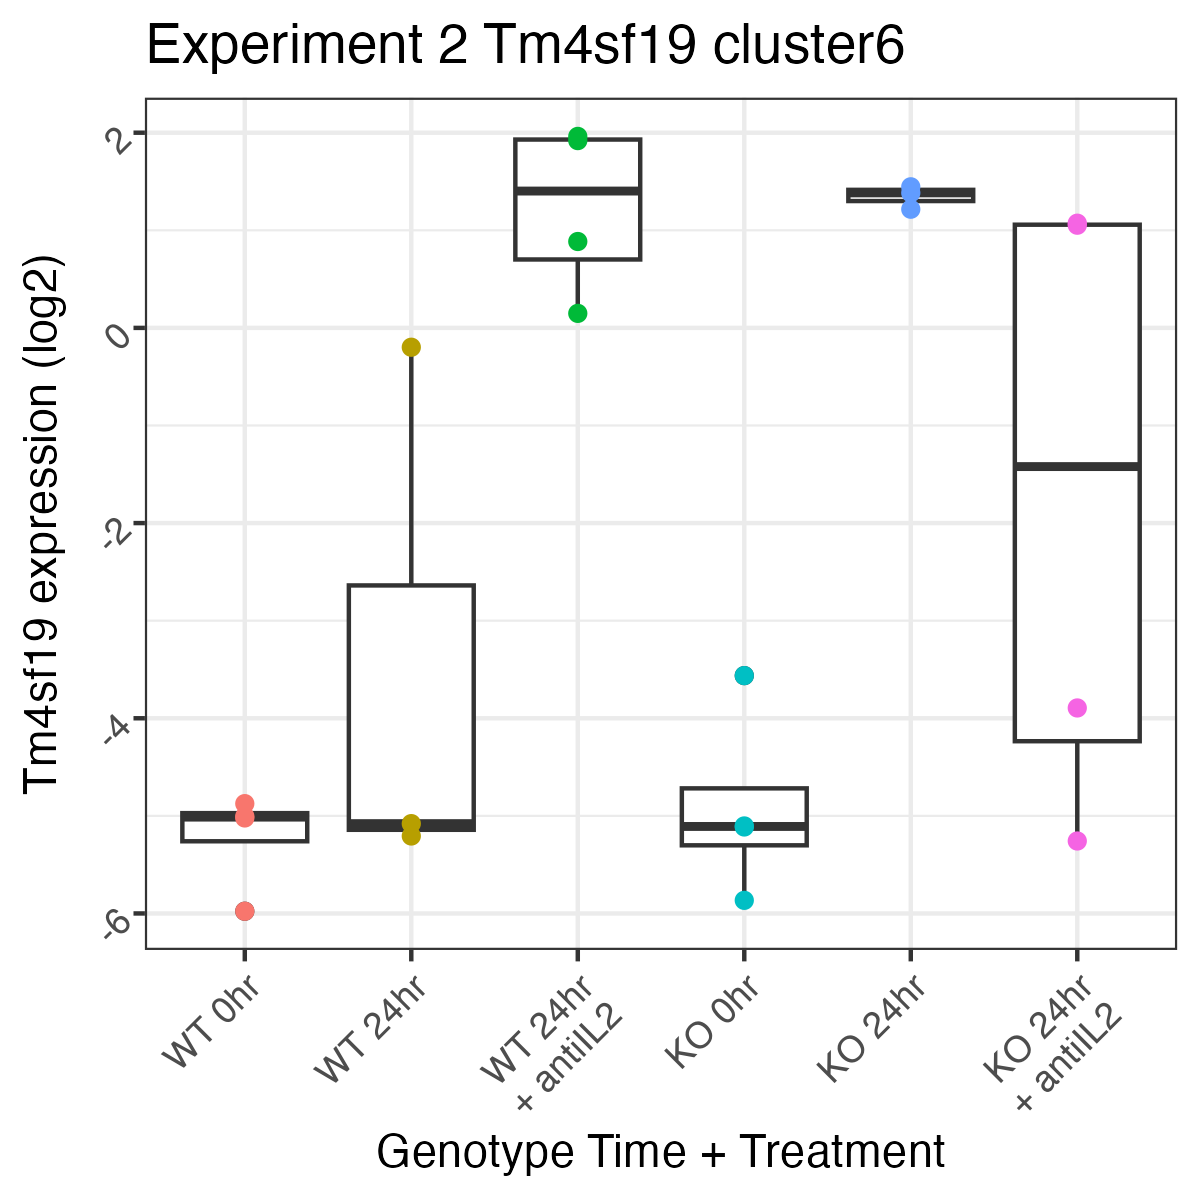 Experiment 2 Tm4sf19 cluster6
Tm4sf19 expression (log2)
2
0
-2
-4
-6
WT 0hr
WT 24hr
WT 24hr
+ antiIL2
KO 0hr
KO 24hr
KO 24hr
+ antiIL2
Genotype Time + Treatment